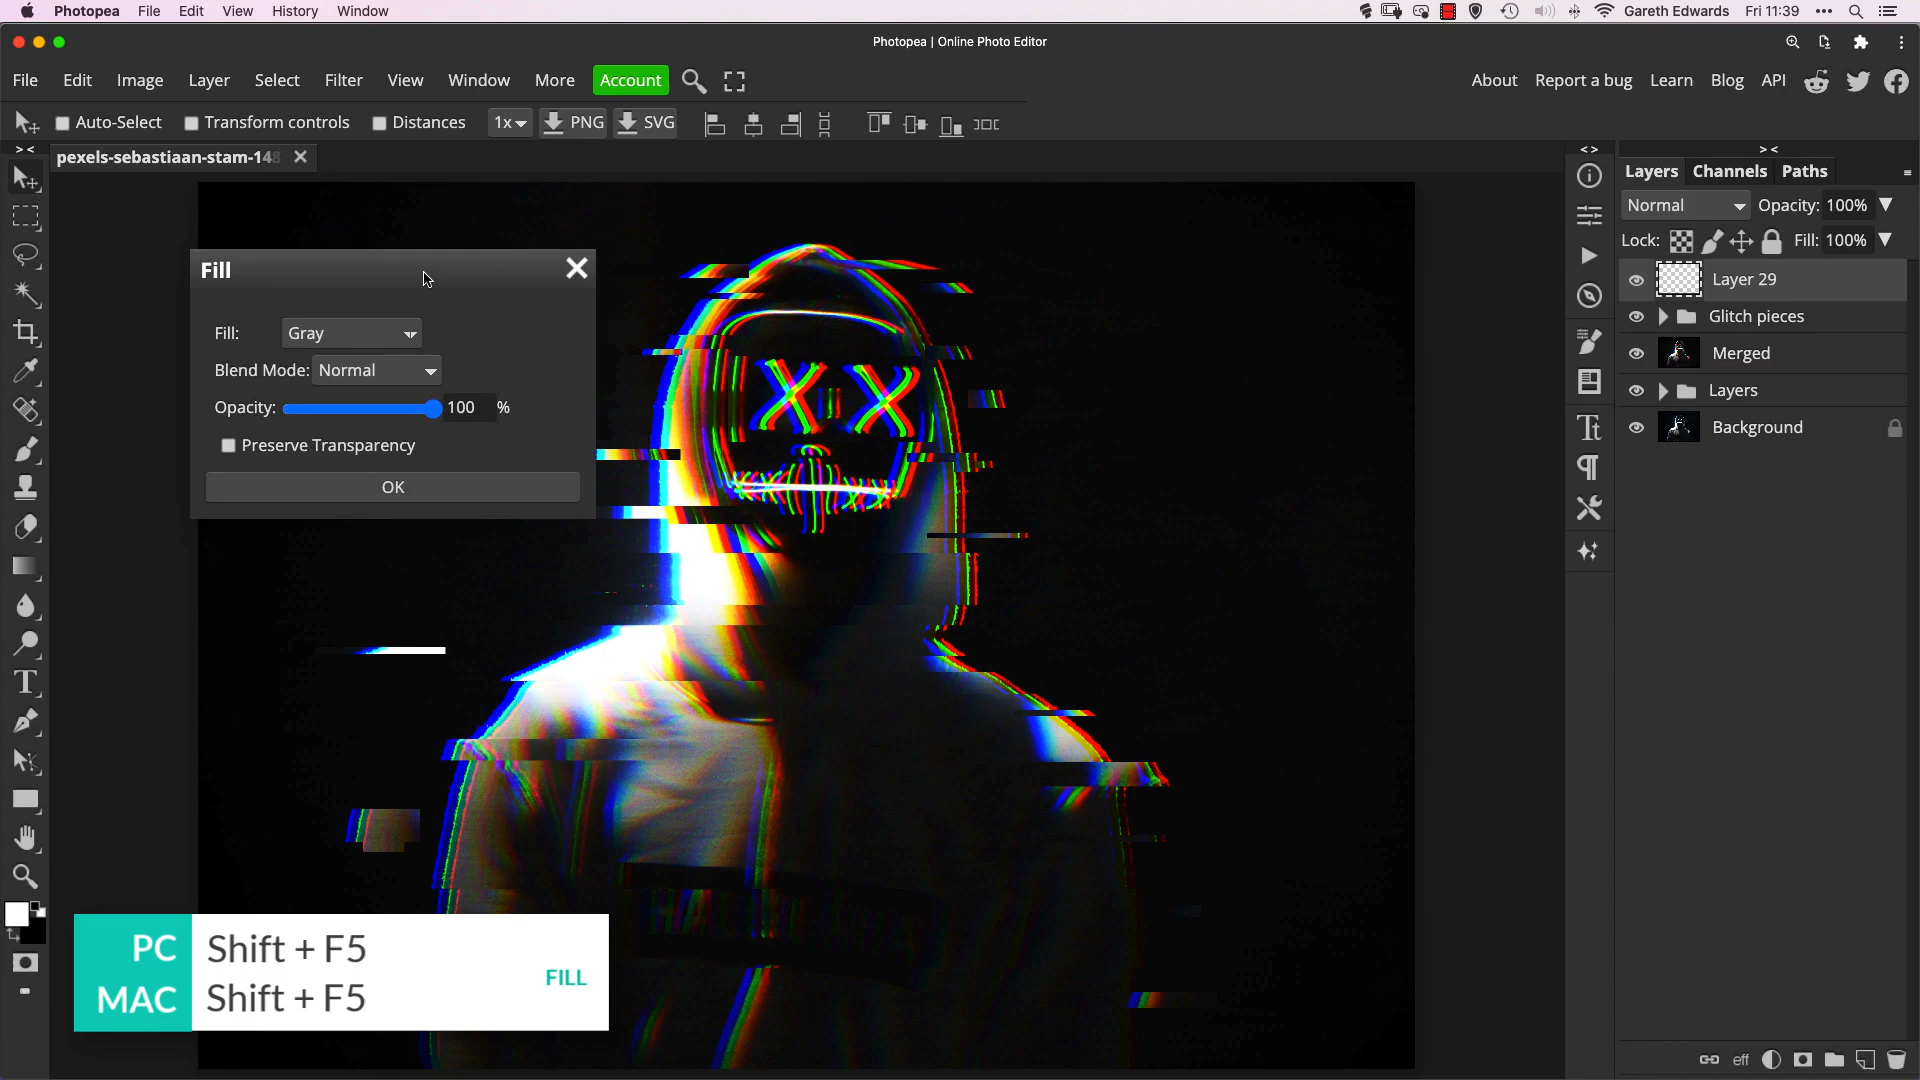 Photopea File Edit View History Window Gareth Edwards Fri 11:39
Photopea | Online Photo Editor
File Edit Image Layer Select Filter View Window More Account About Report a bug Learn Blog API
Auto-Select Transform controls Distances 1x PNG SVG
pexels-sebastiaan-stam-148
Layers Channels Paths
Normal Opacity: 100%
Lock: Fill: 100%
Layer 29
Glitch pieces
Merged
Layers
Background
Fill
Fill: Gray
Blend Mode: Normal
Opacity: 100 %
Preserve Transparency
OK
PC Shift + F5
MAC Shift + F5
FILL
eff